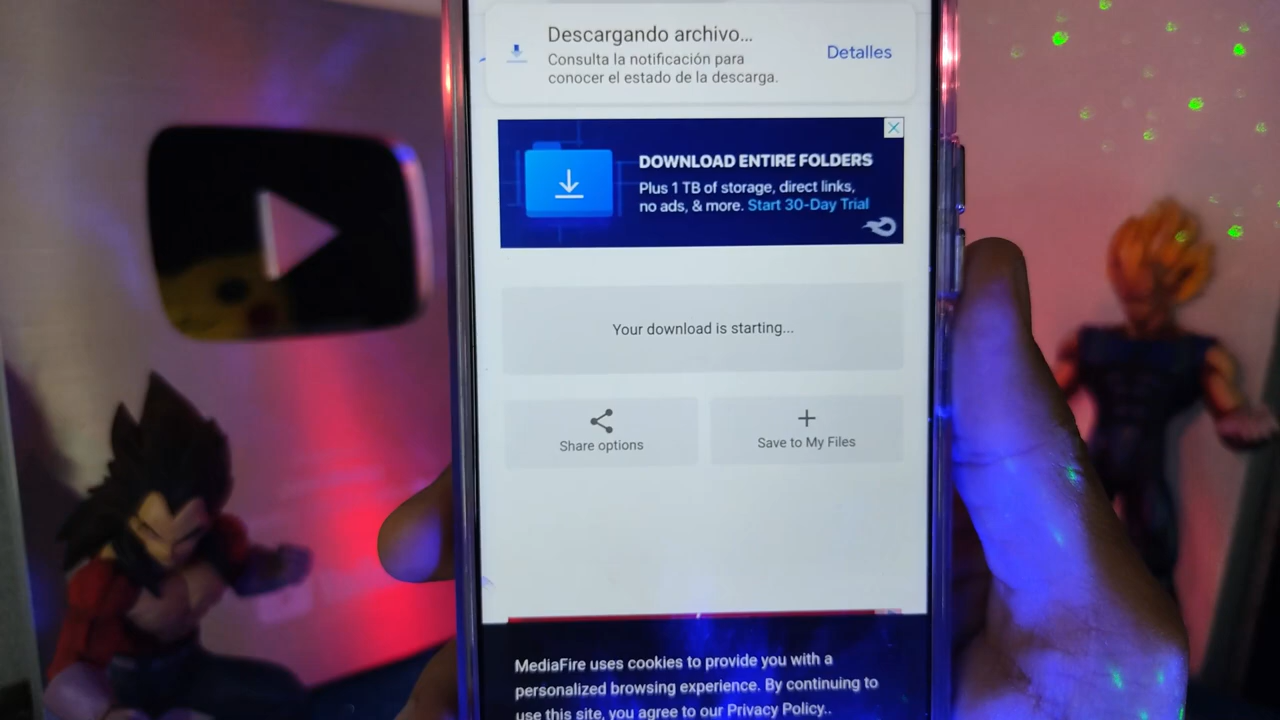 Descargando archivo...
Consulta la notificación para
conocer el estado de la descarga.
Detalles
DOWNLOAD ENTIRE FOLDERS
Plus 1 TB of storage, direct links,
no ads, & more. Start 30-Day Trial
Your download is starting...
Share options
Save to My Files
MediaFire uses cookies to provide you with a
personalized browsing experience. By continuing to
use this site, you agree to our Privacy Policy..